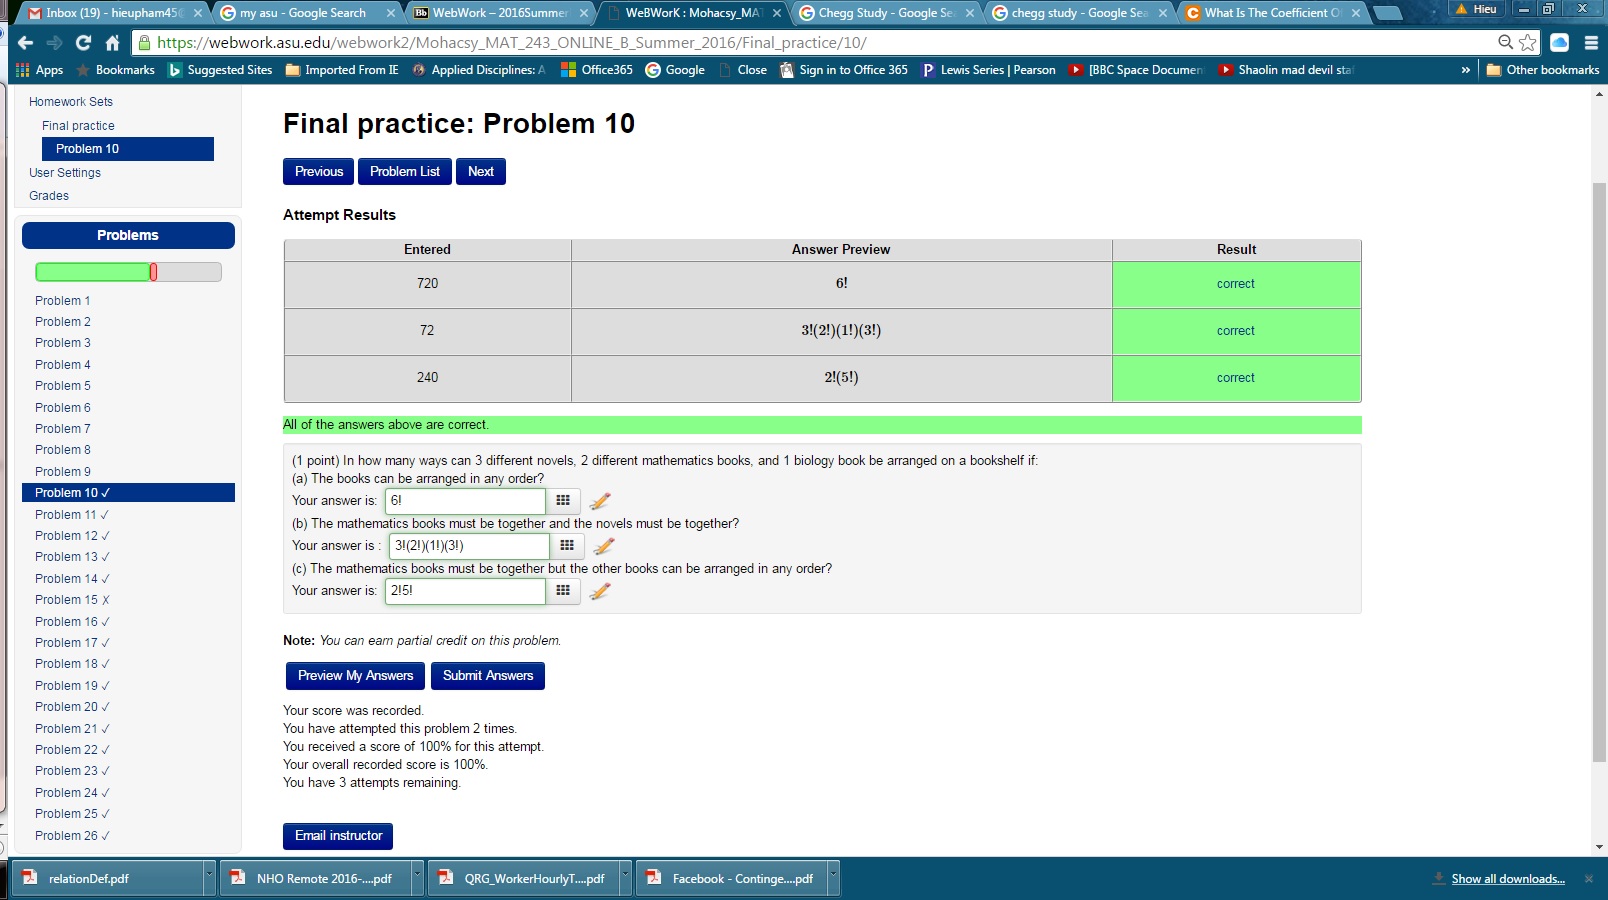 Inbox (19) - hieupham45@
my asu - Google Search
Bb WebWork – 2016Summer
WeBWorK : Mohacsy_MAT
Chegg Study - Google Se
chegg study - Google Sea
What Is The Coefficient O
Hieu
https://webwork.asu.edu/webwork2/Mohacsy_MAT_243_ONLINE_B_Summer_2016/Final_practice/10/
Apps
Bookmarks
Suggested Sites
Imported From IE
Applied Disciplines: A
Office365
Google
Close
Sign in to Office 365
Lewis Series | Pearson
[BBC Space Documen
Shaolin mad devil staf
»
Other bookmarks
Homework Sets
Final practice
Problem 10
User Settings
Grades
Problems
Problem 1
Problem 2
Problem 3
Problem 4
Problem 5
Problem 6
Problem 7
Problem 8
Problem 9
Problem 10 ✓
Problem 11 ✓
Problem 12 ✓
Problem 13 ✓
Problem 14 ✓
Problem 15 ✗
Problem 16 ✓
Problem 17 ✓
Problem 18 ✓
Problem 19 ✓
Problem 20 ✓
Problem 21 ✓
Problem 22 ✓
Problem 23 ✓
Problem 24 ✓
Problem 25 ✓
Problem 26 ✓
Final practice: Problem 10
Previous
Problem List
Next
Attempt Results
Entered Answer Preview Result
720 6! correct
72 3!(2!)(1!)(3!) correct
240 2!(5!) correct
All of the answers above are correct.
(1 point) In how many ways can 3 different novels, 2 different mathematics books, and 1 biology book be arranged on a bookshelf if:
(a) The books can be arranged in any order?
Your answer is: 6!
(b) The mathematics books must be together and the novels must be together?
Your answer is : 3!(2!)(1!)(3!)
(c) The mathematics books must be together but the other books can be arranged in any order?
Your answer is: 2!5!
Note: You can earn partial credit on this problem.
Preview My Answers
Submit Answers
Your score was recorded.
You have attempted this problem 2 times.
You received a score of 100% for this attempt.
Your overall recorded score is 100%.
You have 3 attempts remaining.
Email instructor
relationDef.pdf
NHO Remote 2016-....pdf
QRG_WorkerHourlyT....pdf
Facebook - Continge....pdf
Show all downloads...